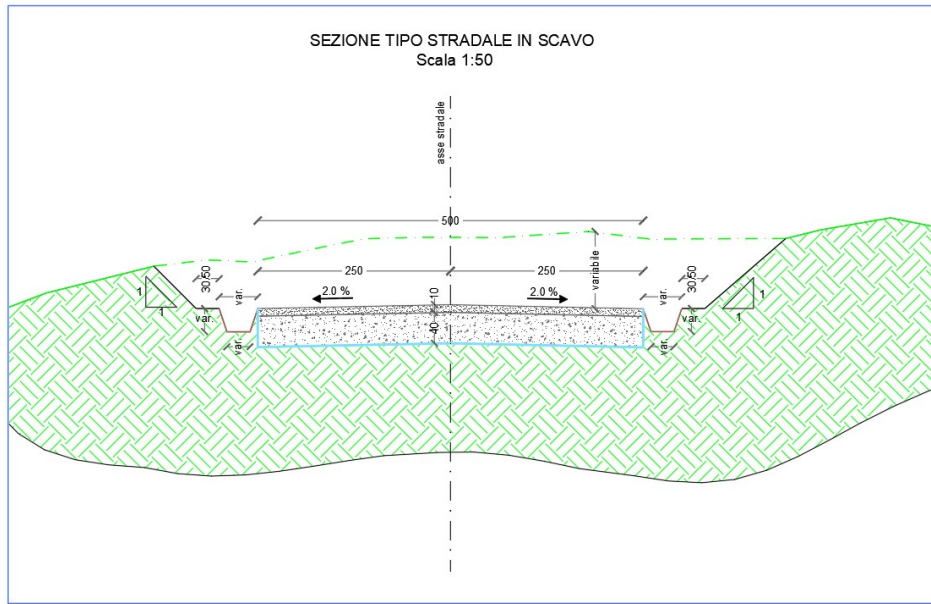 SEZIONE TIPO STRADALE IN SCAVO
Scala 1:50
asse stradale
500
250
250
variabile
30,50
var.
2.0 %
10
2.0 %
var.
30,50
1
1
var.
40
var.
1
1
var.
var.